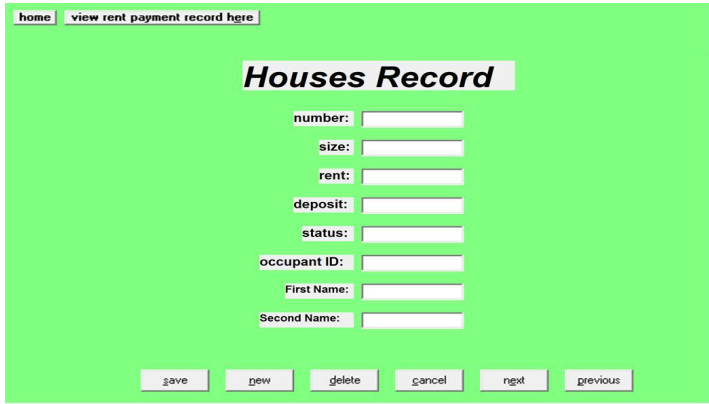 home view rent payment record here
Houses Record
number:
size:
rent:
deposit:
status:
occupant ID:
First Name:
Second Name:
save new delete cancel next previous